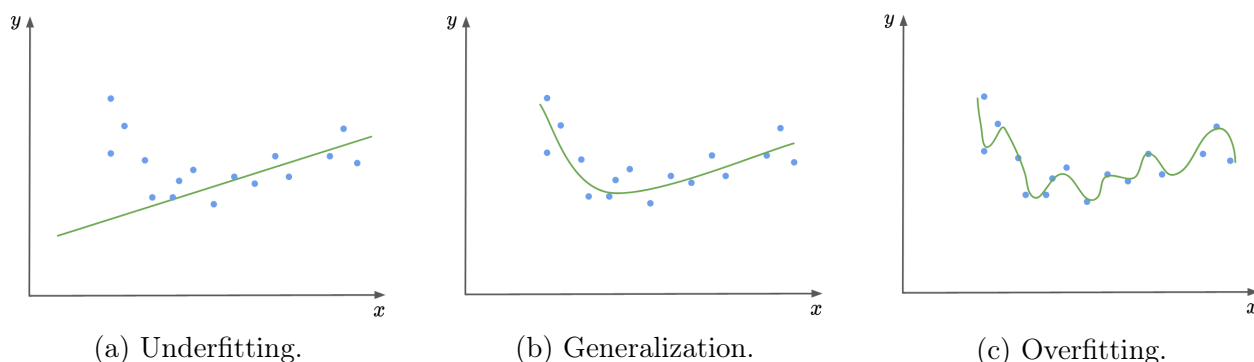 y
x
(a) Underfitting.
y
x
(b) Generalization.
y
x
(c) Overfitting.